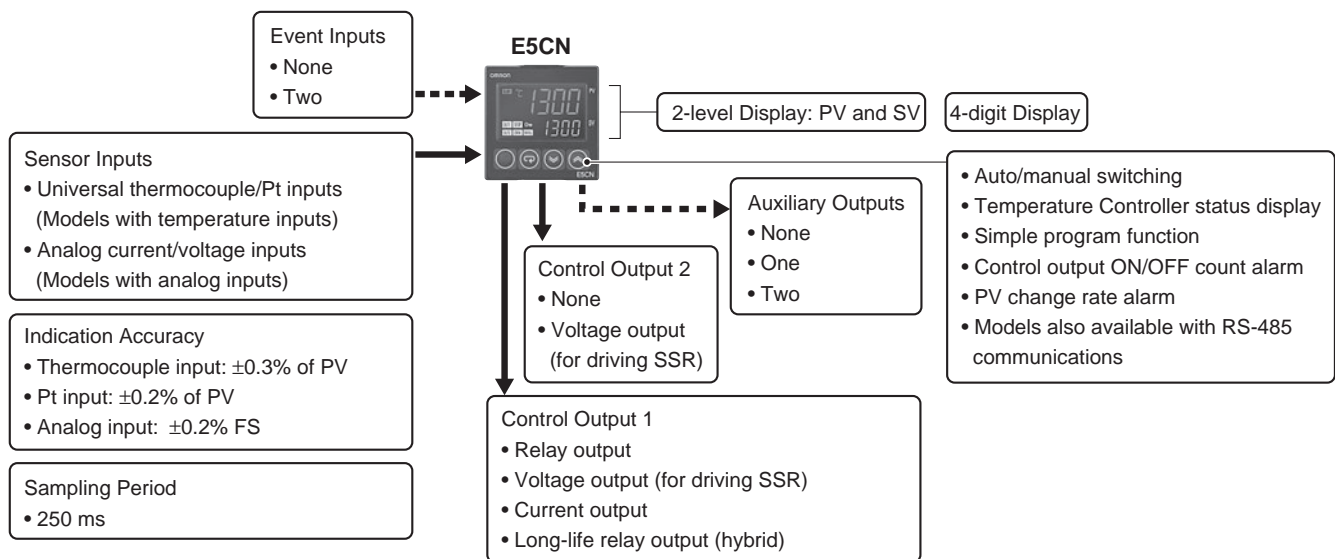 Event Inputs
• None
• Two
E5CN
omron
°C
1300
PV
1300
SV
E5CN
2-level Display: PV and SV
4-digit Display
Sensor Inputs
• Universal thermocouple/Pt inputs
(Models with temperature inputs)
• Analog current/voltage inputs
(Models with analog inputs)
Indication Accuracy
• Thermocouple input: ±0.3% of PV
• Pt input: ±0.2% of PV
• Analog input: ±0.2% FS
Sampling Period
• 250 ms
Control Output 2
• None
• Voltage output
(for driving SSR)
Auxiliary Outputs
• None
• One
• Two
• Auto/manual switching
• Temperature Controller status display
• Simple program function
• Control output ON/OFF count alarm
• PV change rate alarm
• Models also available with RS-485
communications
Control Output 1
• Relay output
• Voltage output (for driving SSR)
• Current output
• Long-life relay output (hybrid)